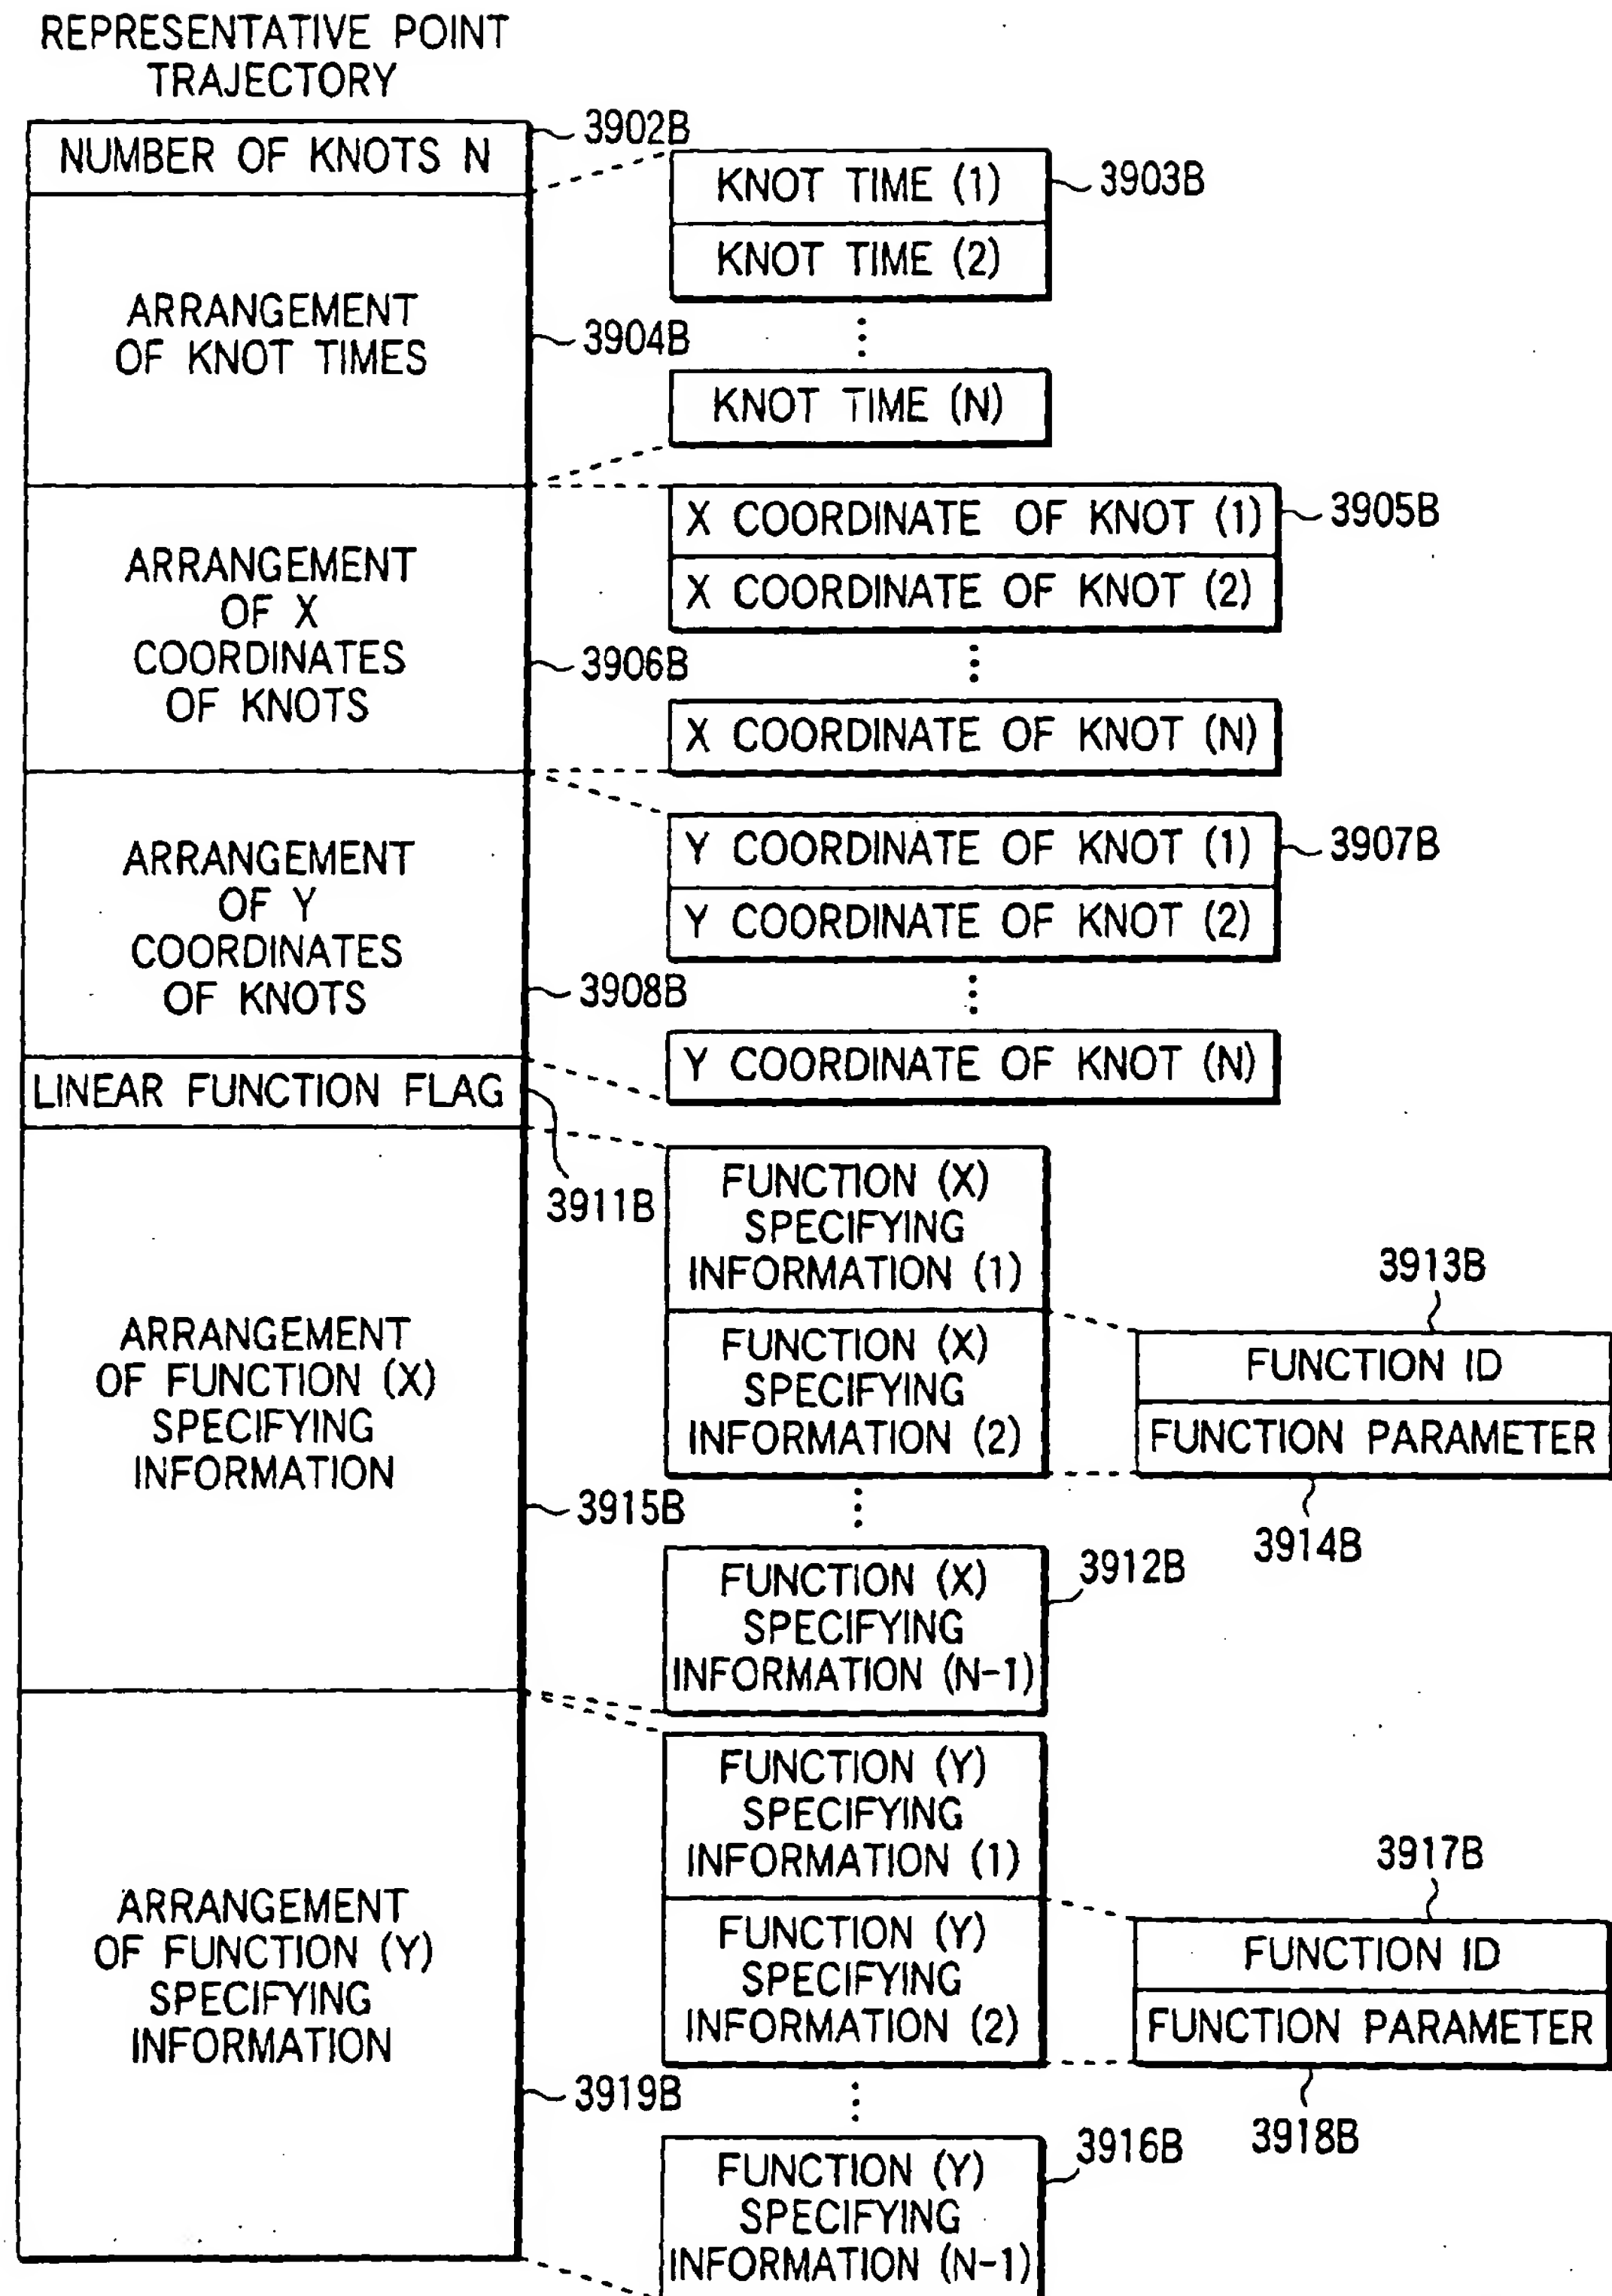 REPRESENTATIVE POINT
TRAJECTORY
NUMBER OF KNOTS N
3902B
KNOT TIME (1)
3903B
KNOT TIME (2)
ARRANGEMENT
OF KNOT TIMES
3904B
KNOT TIME (N)
X COORDINATE OF KNOT (1)
3905B
X COORDINATE OF KNOT (2)
ARRANGEMENT
OF X
COORDINATES
OF KNOTS
3906B
X COORDINATE OF KNOT (N)
Y COORDINATE OF KNOT (1)
3907B
Y COORDINATE OF KNOT (2)
ARRANGEMENT
OF Y
COORDINATES
OF KNOTS
3908B
Y COORDINATE OF KNOT (N)
LINEAR FUNCTION FLAG
3911B
FUNCTION (X)
SPECIFYING
INFORMATION (1)
FUNCTION (X)
SPECIFYING
INFORMATION (2)
3913B
FUNCTION ID
FUNCTION PARAMETER
3914B
ARRANGEMENT
OF FUNCTION (X)
SPECIFYING
INFORMATION
3915B
FUNCTION (X)
SPECIFYING
INFORMATION (N-1)
3912B
FUNCTION (Y)
SPECIFYING
INFORMATION (1)
FUNCTION (Y)
SPECIFYING
INFORMATION (2)
3917B
FUNCTION ID
FUNCTION PARAMETER
3918B
ARRANGEMENT
OF FUNCTION (Y)
SPECIFYING
INFORMATION
3919B
FUNCTION (Y)
SPECIFYING
INFORMATION (N-1)
3916B